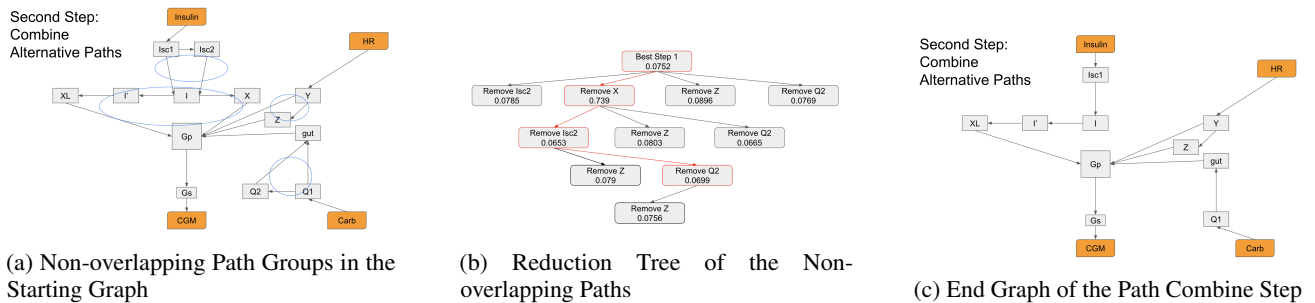 Second Step:
Combine
Alternative Paths
Insulin
Isc1
Isc2
HR
XL
I'
I
X
Y
Z
Gp
gut
Gs
Q2
Q1
CGM
Carb
(a) Non-overlapping Path Groups in the
Starting Graph
Best Step 1
0.0752
Remove Isc2
0.0785
Remove X
0.739
Remove Z
0.0896
Remove Q2
0.0769
Remove Isc2
0.0653
Remove Z
0.0803
Remove Q2
0.0665
Remove Z
0.079
Remove Q2
0.0699
Remove Z
0.0756
(b) Reduction Tree of the Non-
overlapping Paths
Second Step:
Combine
Alternative Paths
Insulin
Isc1
HR
XL
I'
I
Y
Z
Gp
gut
Gs
Q1
CGM
Carb
(c) End Graph of the Path Combine Step